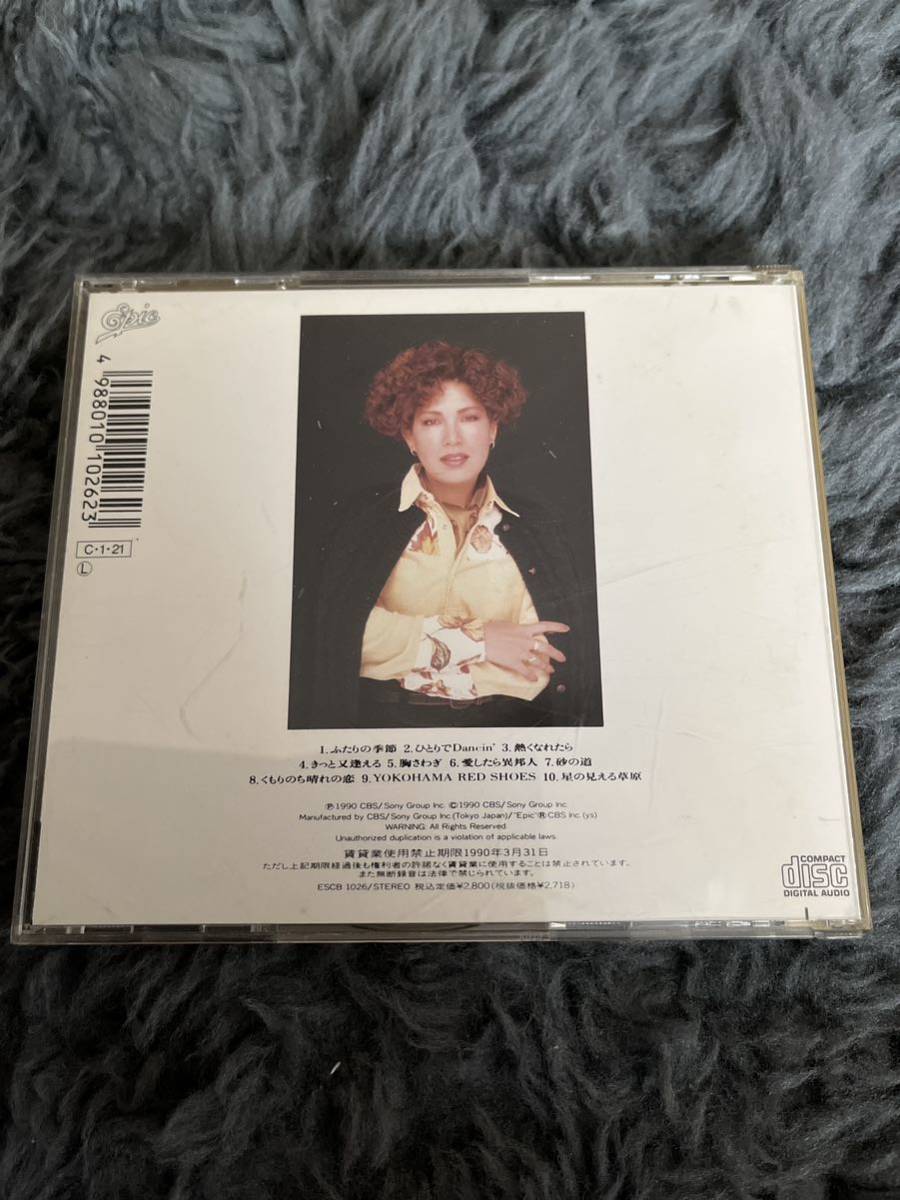 Epic
4 988010 102623
C・1・21
L
1.ふたりの季節 2.ひとりでDancin' 3.熱くなれたら
4.きっと又逢える 5.胸さわぎ 6.愛したら異邦人 7.砂の道
8.くもりのち晴れの恋 9.YOKOHAMA RED SHOES 10.星の見える草原
Ⓟ1990 CBS/Sony Group Inc. Ⓒ1990 CBS/Sony Group Inc.
Manufactured by CBS/Sony Group Inc.(Tokyo Japan)/"Epic"®CBS Inc.(ys)
WARNING: All Rights Reserved.
Unauthorized duplication is a violation of applicable laws.
賃貸業使用禁止期限1990年3月31日
ただし上記期限経過後も権利者の許諾なく賃貸業に使用することは禁止されています。
また無断録音は法律で禁じられています。
ESCB 1026/STEREO 税込定価¥2,800(税抜価格¥2,718)
COMPACT
disc
DIGITAL AUDIO